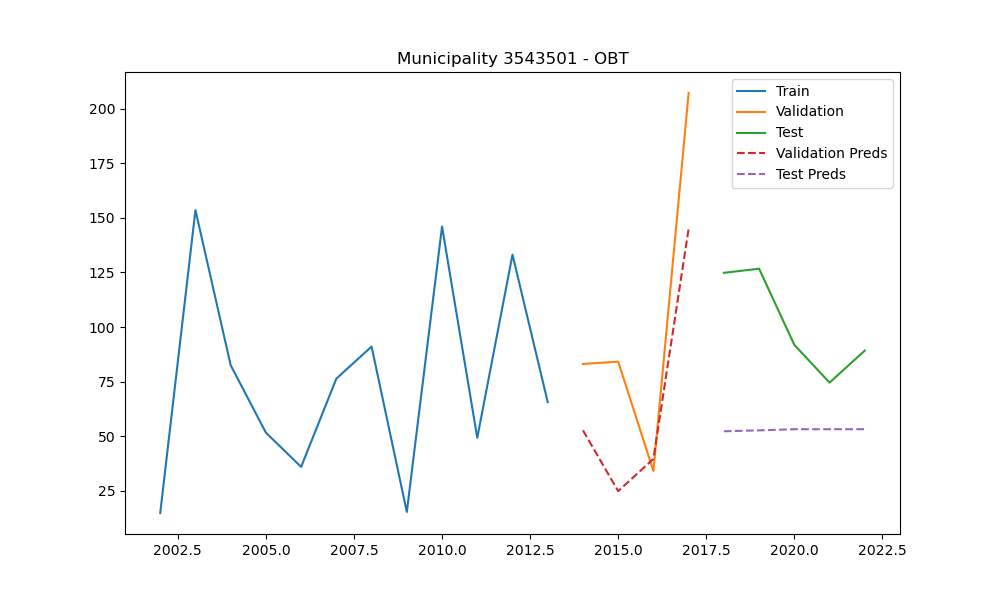 Municipality 3543501 - OBT
200
175
150
125
100
75
50
25
Train
Validation
Test
Validation Preds
Test Preds
2002.5 2005.0 2007.5 2010.0 2012.5 2015.0 2017.5 2020.0 2022.5